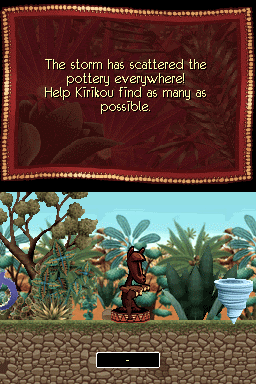 The storm has scattered the
pottery everywhere!
Help Kirikou find as many as
possible.
-